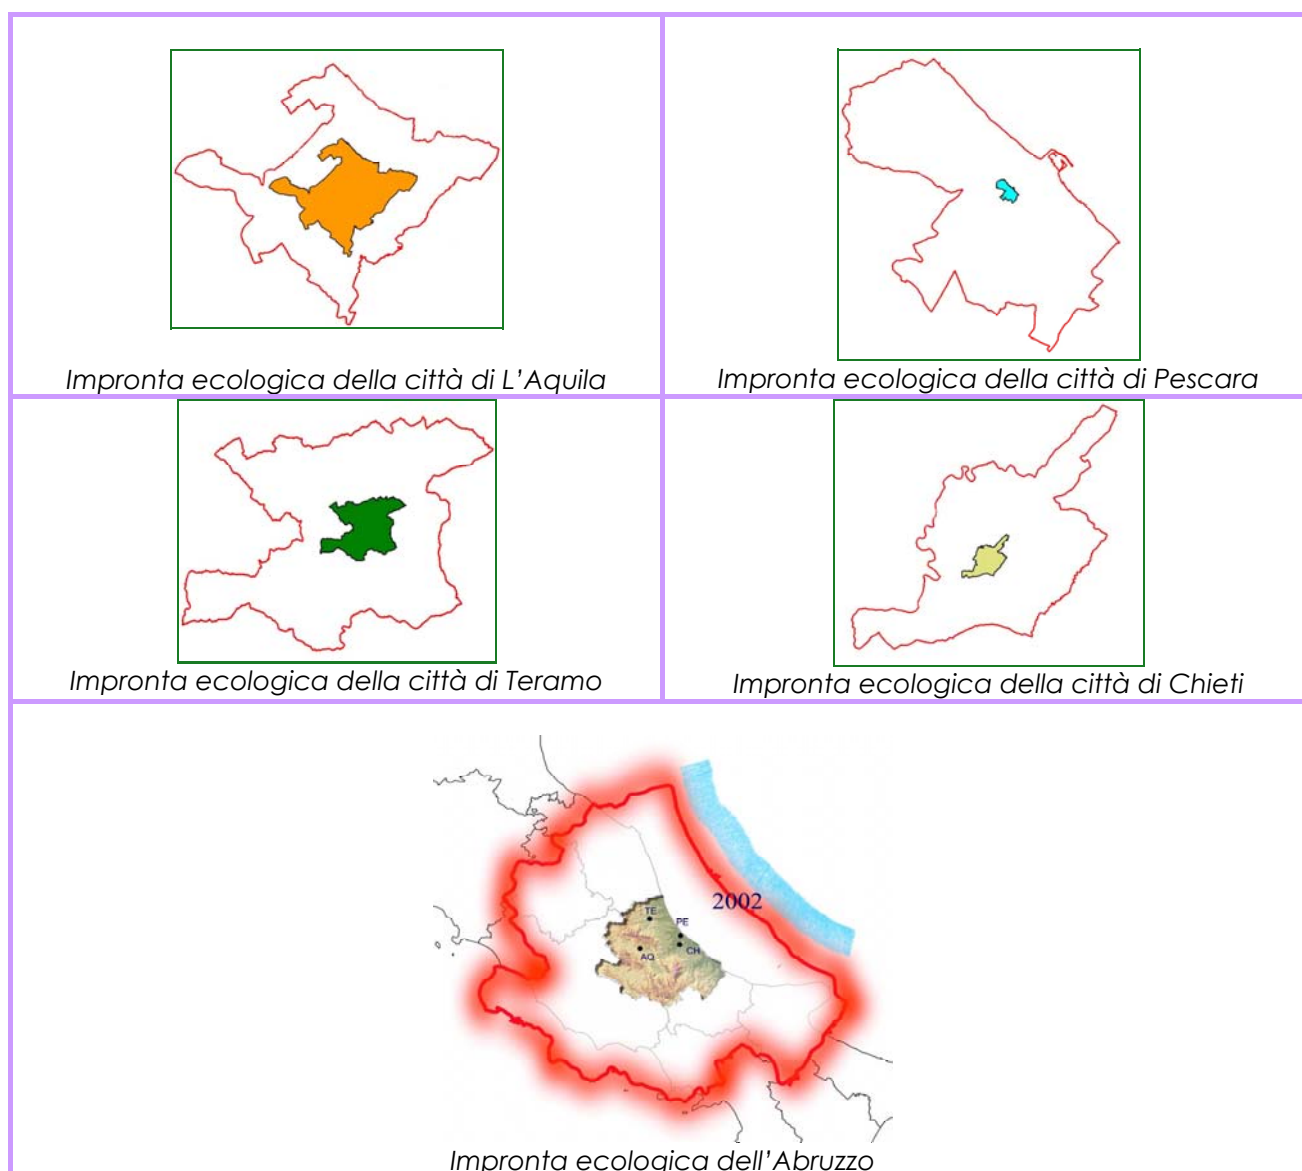 Impronta ecologica della città di L'Aquila
Impronta ecologica della città di Pescara
Impronta ecologica della città di Teramo
Impronta ecologica della città di Chieti
2002
TE
PE
AQ
CH
Impronta ecologica dell'Abruzzo